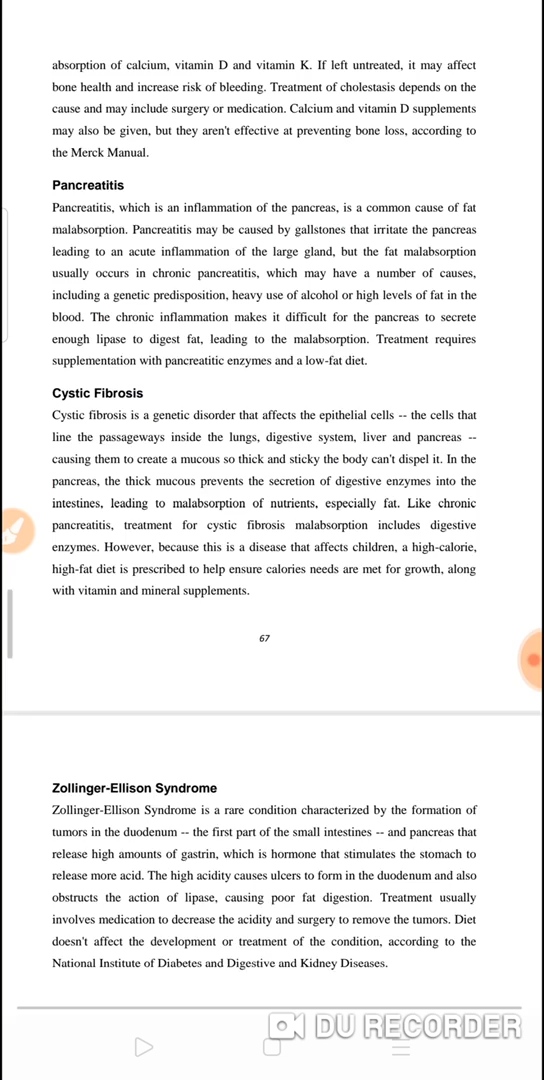 absorption of calcium, vitamin D and vitamin K. If left untreated, it may affect
bone health and increase risk of bleeding. Treatment of cholestasis depends on the
cause and may include surgery or medication. Calcium and vitamin D supplements
may also be given, but they aren't effective at preventing bone loss, according to
the Merck Manual.
Pancreatitis
Pancreatitis, which is an inflammation of the pancreas, is a common cause of fat
malabsorption. Pancreatitis may be caused by gallstones that irritate the pancreas
leading to an acute inflammation of the large gland, but the fat malabsorption
usually occurs in chronic pancreatitis, which may have a number of causes,
including a genetic predisposition, heavy use of alcohol or high levels of fat in the
blood. The chronic inflammation makes it difficult for the pancreas to secrete
enough lipase to digest fat, leading to the malabsorption. Treatment requires
supplementation with pancreatitic enzymes and a low-fat diet.
Cystic Fibrosis
Cystic fibrosis is a genetic disorder that affects the epithelial cells -- the cells that
line the passageways inside the lungs, digestive system, liver and pancreas --
causing them to create a mucous so thick and sticky the body can't dispel it. In the
pancreas, the thick mucous prevents the secretion of digestive enzymes into the
intestines, leading to malabsorption of nutrients, especially fat. Like chronic
pancreatitis, treatment for cystic fibrosis malabsorption includes digestive
enzymes. However, because this is a disease that affects children, a high-calorie,
high-fat diet is prescribed to help ensure calories needs are met for growth, along
with vitamin and mineral supplements.
67
Zollinger-Ellison Syndrome
Zollinger-Ellison Syndrome is a rare condition characterized by the formation of
tumors in the duodenum -- the first part of the small intestines -- and pancreas that
release high amounts of gastrin, which is hormone that stimulates the stomach to
release more acid. The high acidity causes ulcers to form in the duodenum and also
obstructs the action of lipase, causing poor fat digestion. Treatment usually
involves medication to decrease the acidity and surgery to remove the tumors. Diet
doesn't affect the development or treatment of the condition, according to the
National Institute of Diabetes and Digestive and Kidney Diseases.
DU RECORDER